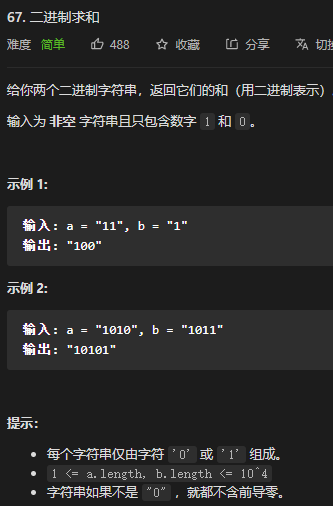 67. 二进制求和
难度 简单 488 收藏 分享 切换
给你两个二进制字符串，返回它们的和（用二进制表示）
输入为 非空 字符串且只包含数字 1 和 0。
示例 1:
输入: a = "11", b = "1"
输出: "100"
示例 2:
输入: a = "1010", b = "1011"
输出: "10101"
提示：
每个字符串仅由字符 '0' 或 '1' 组成。
1 <= a.length, b.length <= 10^4
字符串如果不是 "0" ，就都不含前导零。